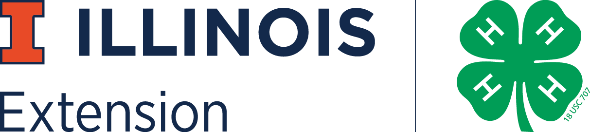 I ILLINOIS
Extension
H H
H H
18 USC 707